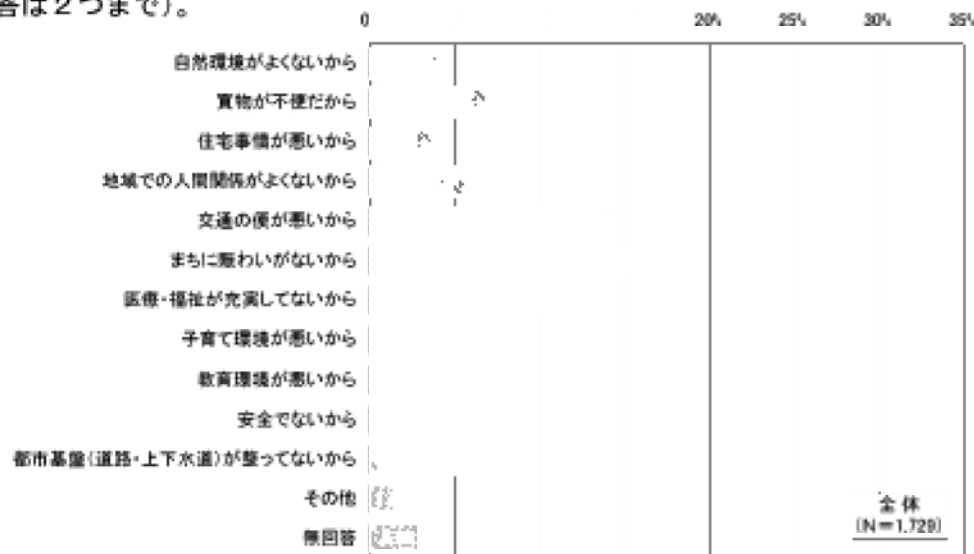 答は2つまで)。
0 20% 25% 30% 35%
自然環境がよくないから
買物が不便だから
住宅事情が悪いから
地域での人間関係がよくないから
交通の便が悪いから
まちに賑わいがないから
医療・福祉が充実してないから
子育て環境が悪いから
教育環境が悪いから
安全でないから
都市基盤(道路・上下水道)が整ってないから
その他
無回答
全体
(N=1,729)